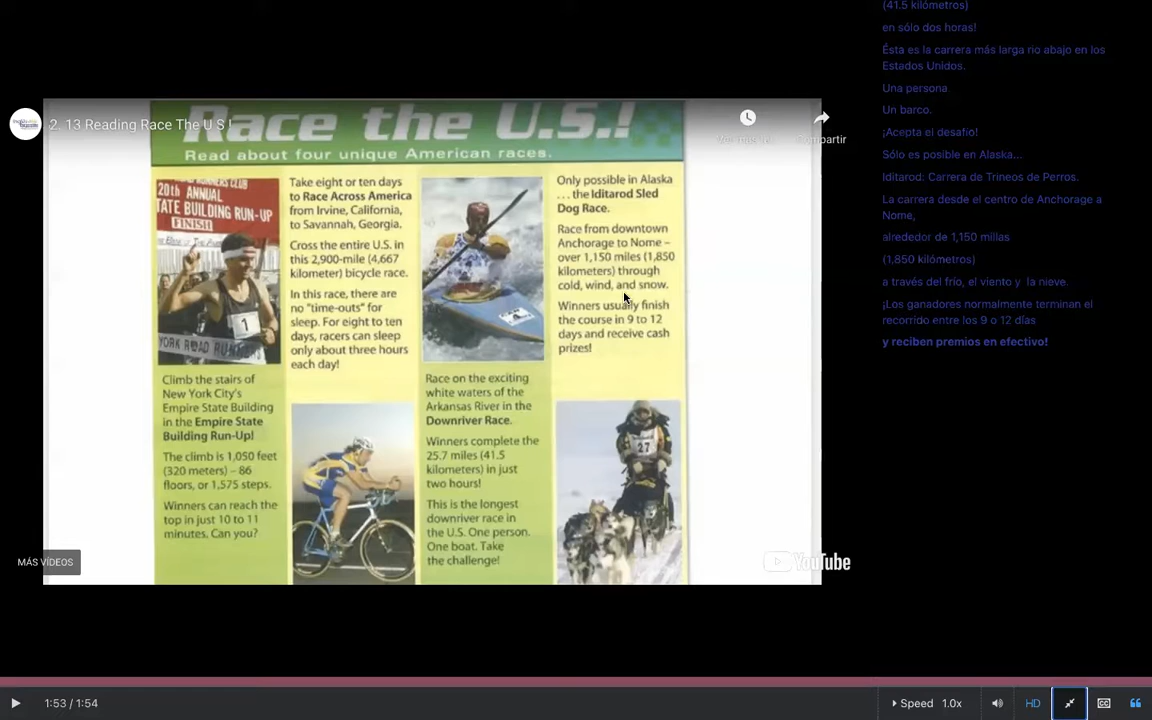 2. 13 Reading Race The U S !
Race the U.S.!
Read about four unique American races.
20th ANNUAL
TATE BUILDING RUN-UP
FINISH
1
YORK ROAD RUNN
Climb the stairs of
New York City's
Empire State Building
in the Empire State
Building Run-Up!
The climb is 1,050 feet
(320 meters) – 86
floors, or 1,575 steps.
Winners can reach the
top in just 10 to 11
minutes. Can you?
Take eight or ten days
to Race Across America
from Irvine, California,
to Savannah, Georgia.
Cross the entire U.S. in
this 2,900-mile (4,667
kilometer) bicycle race.
In this race, there are
no "time-outs" for
sleep. For eight to ten
days, racers can sleep
only about three hours
each day!
Race on the exciting
white waters of the
Arkansas River in the
Downriver Race.
Winners complete the
25.7 miles (41.5
kilometers) in just
two hours!
This is the longest
downriver race in
the U.S. One person.
One boat. Take
the challenge!
Only possible in Alaska
. . . the Iditarod Sled
Dog Race.
Race from downtown
Anchorage to Nome –
over 1,150 miles (1,850
kilometers) through
cold, wind, and snow.
Winners usually finish
the course in 9 to 12
days and receive cash
prizes!
27
Compartir
MÁS VÍDEOS
YouTube
(41.5 kilómetros)
en sólo dos horas!
Ésta es la carrera más larga rio abajo en los
Estados Unidos.
Una persona.
Un barco.
¡Acepta el desafío!
Sólo es posible en Alaska...
Iditarod: Carrera de Trineos de Perros.
La carrera desde el centro de Anchorage a
Nome,
alrededor de 1,150 millas
(1,850 kilómetros)
a través del frío, el viento y la nieve.
¡Los ganadores normalmente terminan el
recorrido entre los 9 o 12 días
y reciben premios en efectivo!
1:53 / 1:54
Speed 1.0x
HD
CC